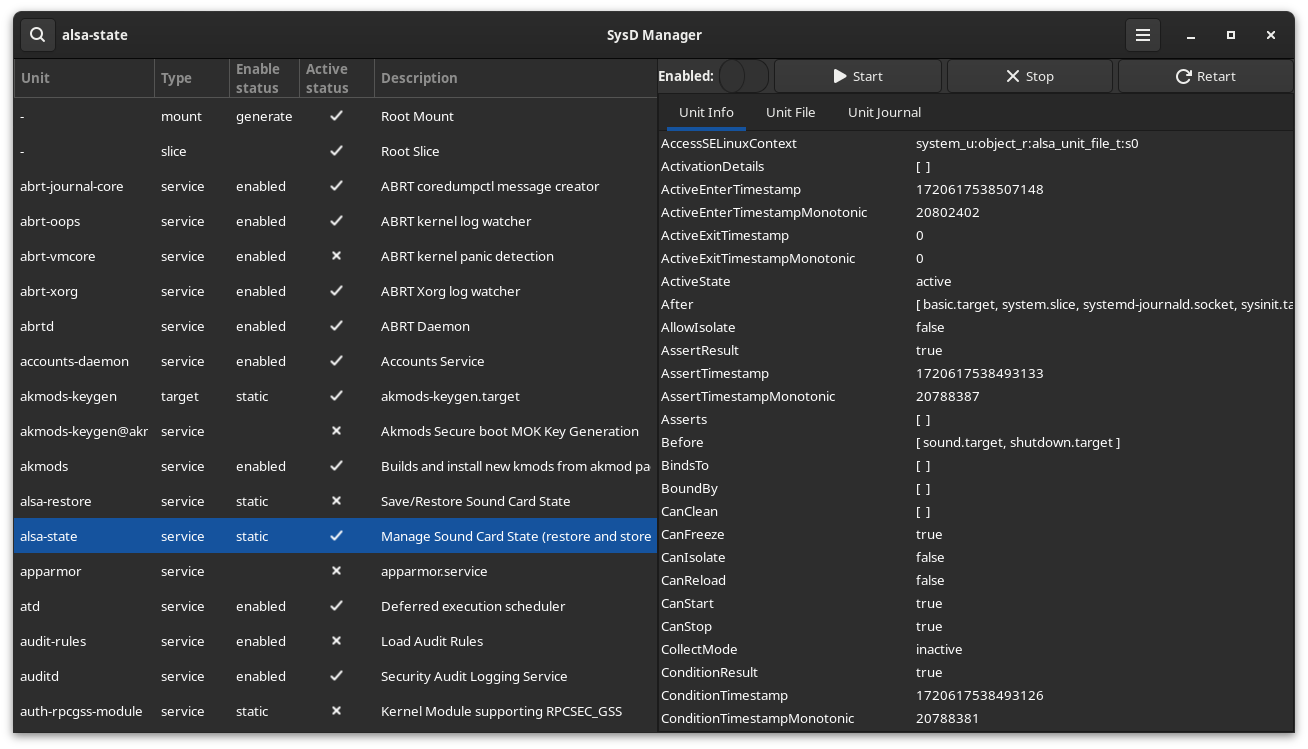 alsa-state SysD Manager
Unit Type Enable status Active status Description
- mount generate Root Mount
- slice Root Slice
abrt-journal-core service enabled ABRT coredumpctl message creator
abrt-oops service enabled ABRT kernel log watcher
abrt-vmcore service enabled ABRT kernel panic detection
abrt-xorg service enabled ABRT Xorg log watcher
abrtd service enabled ABRT Daemon
accounts-daemon service enabled Accounts Service
akmods-keygen target static akmods-keygen.target
akmods-keygen@akr service Akmods Secure boot MOK Key Generation
akmods service enabled Builds and install new kmods from akmod pa
alsa-restore service static Save/Restore Sound Card State
alsa-state service static Manage Sound Card State (restore and store
apparmor service apparmor.service
atd service enabled Deferred execution scheduler
audit-rules service enabled Load Audit Rules
auditd service enabled Security Audit Logging Service
auth-rpcgss-module service static Kernel Module supporting RPCSEC_GSS
Enabled: Start Stop Retart
Unit Info Unit File Unit Journal
AccessSELinuxContext system_u:object_r:alsa_unit_file_t:s0
ActivationDetails [ ]
ActiveEnterTimestamp 1720617538507148
ActiveEnterTimestampMonotonic 20802402
ActiveExitTimestamp 0
ActiveExitTimestampMonotonic 0
ActiveState active
After [ basic.target, system.slice, systemd-journald.socket, sysinit.ta
AllowIsolate false
AssertResult true
AssertTimestamp 1720617538493133
AssertTimestampMonotonic 20788387
Asserts [ ]
Before [ sound.target, shutdown.target ]
BindsTo [ ]
BoundBy [ ]
CanClean [ ]
CanFreeze true
CanIsolate false
CanReload false
CanStart true
CanStop true
CollectMode inactive
ConditionResult true
ConditionTimestamp 1720617538493126
ConditionTimestampMonotonic 20788381